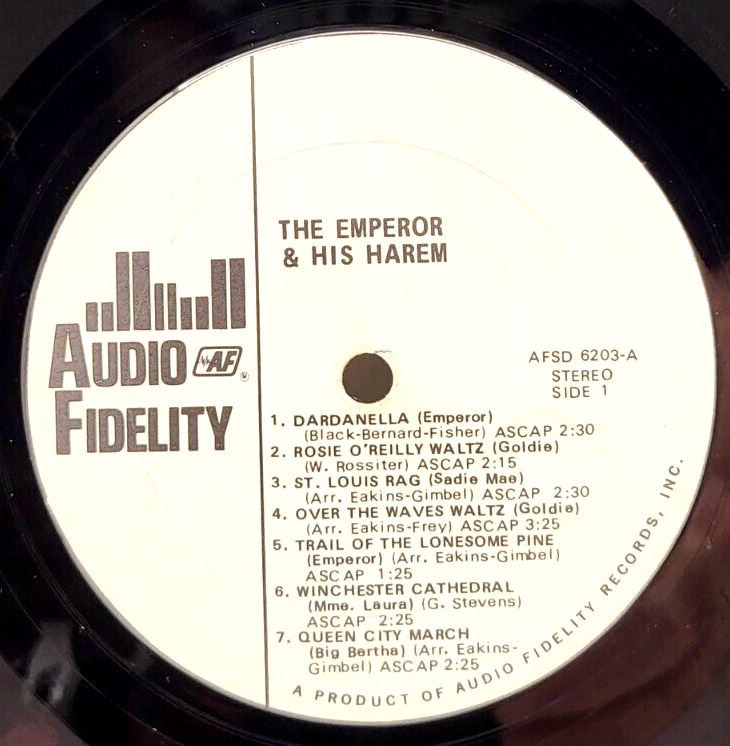 THE EMPEROR
& HIS HAREM
AUDIO AF ®
FIDELITY
AFSD 6203-A
STEREO
SIDE 1
1. DARDANELLA (Emperor)
(Black-Bernard-Fisher) ASCAP 2:30
2. ROSIE O'REILLY WALTZ (Goldie)
(W. Rossiter) ASCAP 2:15
3. ST. LOUIS RAG (Sadie Mae)
(Arr. Eakins-Gimbel) ASCAP 2:30
4. OVER THE WAVES WALTZ (Goldie)
(Arr. Eakins-Frey) ASCAP 3:25
5. TRAIL OF THE LONESOME PINE
(Emperor) (Arr. Eakins-Gimbel)
ASCAP 1:25
6. WINCHESTER CATHEDRAL
(Mme. Laura) (G. Stevens)
ASCAP 2:25
7. QUEEN CITY MARCH
(Big Bertha) (Arr. Eakins-
Gimbel) ASCAP 2:25
A PRODUCT OF AUDIO FIDELITY RECORDS, INC.